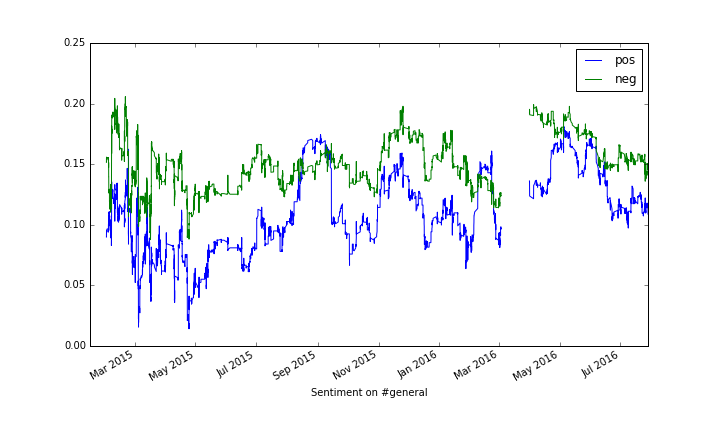 0.25
pos
neg
0.20
0.15
0.10
0.05
0.00
Mar 2015
May 2015
Jul 2015
Sep 2015
Nov 2015
Jan 2016
Mar 2016
May 2016
Jul 2016
Sentiment on #general